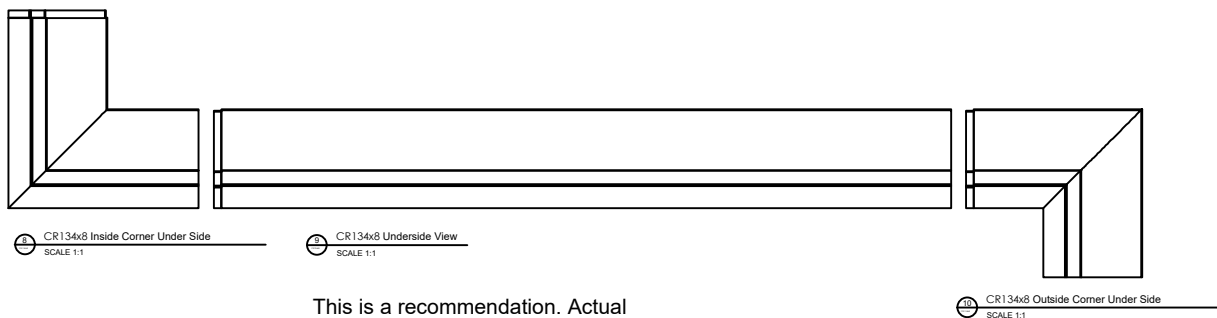 8
CR134x8 Inside Corner Under Side
SCALE 1:1
9
CR134x8 Underside View
SCALE 1:1
This is a recommendation. Actual
10
CR134x8 Outside Corner Under Side
SCALE 1:1